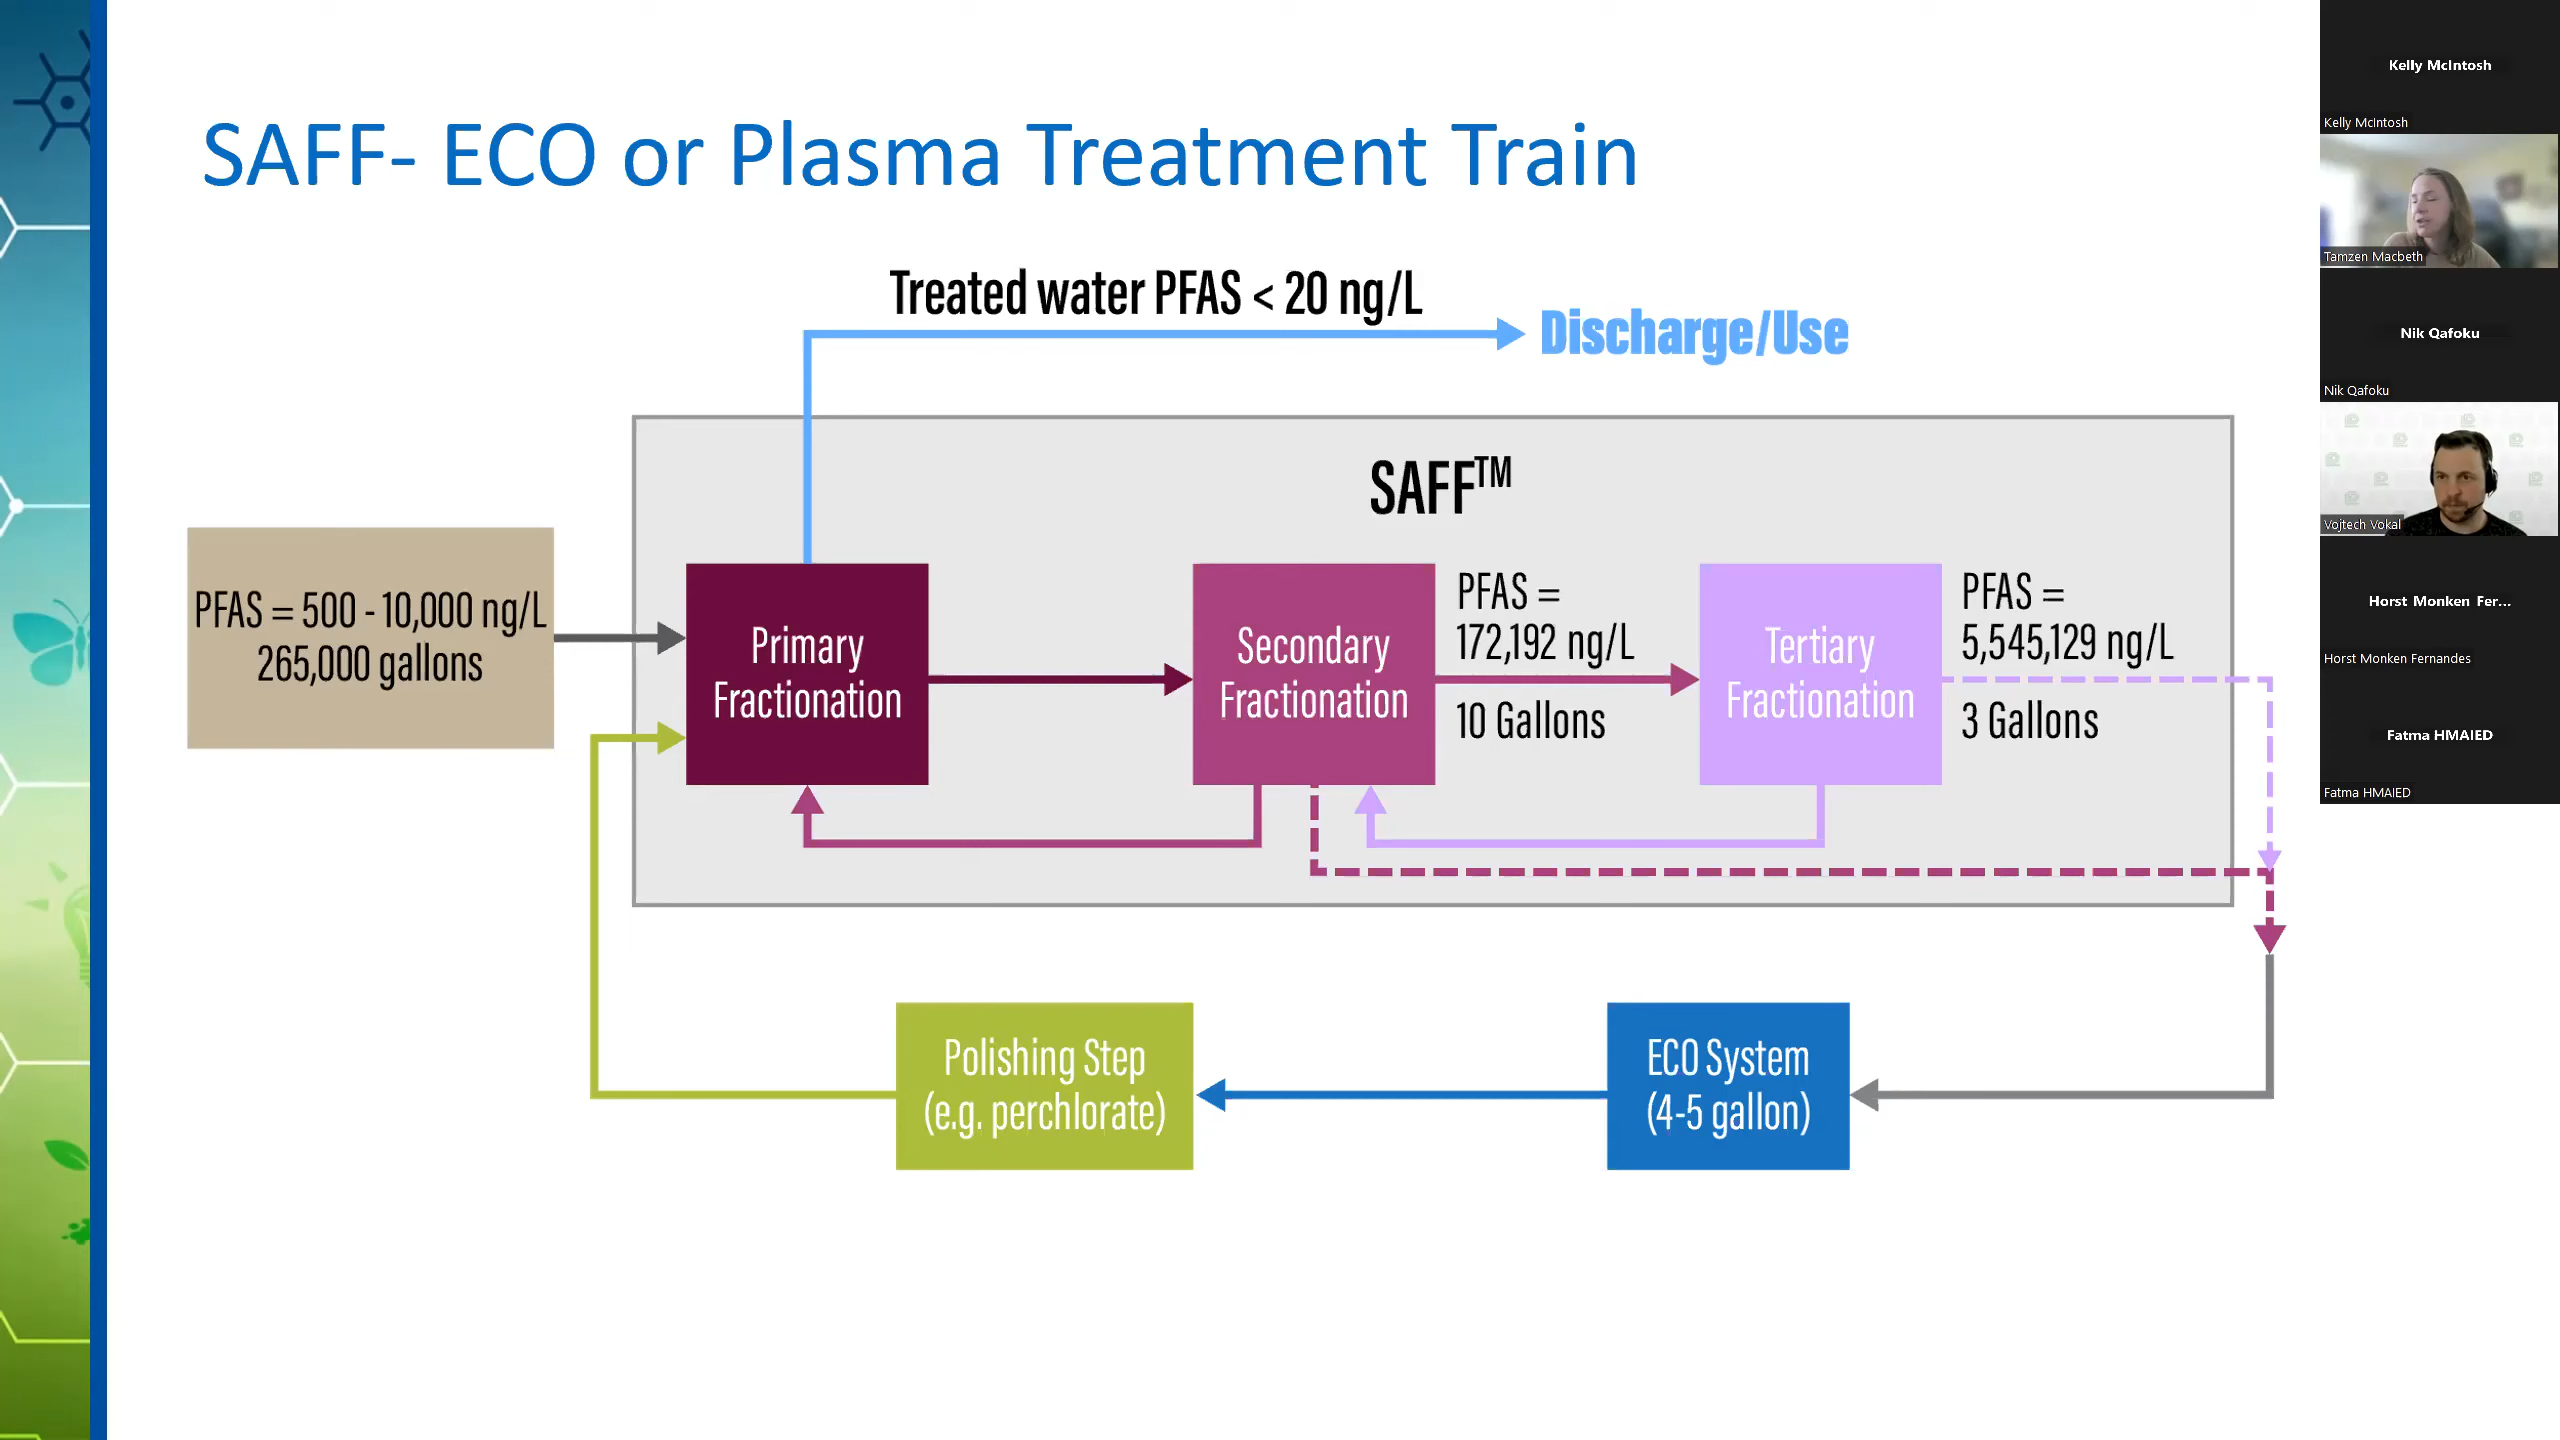 SAFF- ECO or Plasma Treatment Train
Treated water PFAS < 20 ng/L
Discharge/Use
SAFF™
PFAS = 500 - 10,000 ng/L
265,000 gallons
Primary
Fractionation
Secondary
Fractionation
PFAS =
172,192 ng/L
10 Gallons
Tertiary
Fractionation
PFAS =
5,545,129 ng/L
3 Gallons
Polishing Step
(e.g. perchlorate)
ECO System
(4-5 gallon)
Kelly McIntosh
Kelly McIntosh
Tamzen Macbeth
Nik Qafoku
Nik Qafoku
Vojtech Vokal
Horst Monken Fer...
Horst Monken Fernandes
Fatma HMAIED
Fatma HMAIED